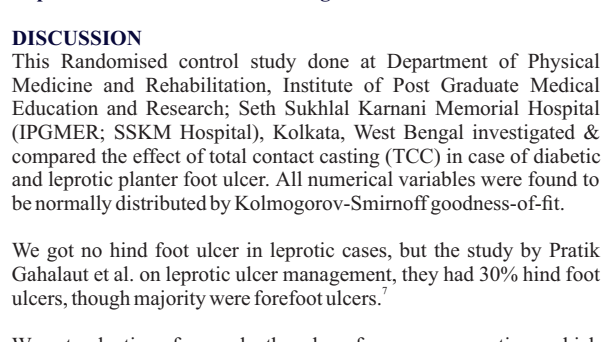 DISCUSSION
This Randomised control study done at Department of Physical
Medicine and Rehabilitation, Institute of Post Graduate Medical
Education and Research; Seth Sukhlal Karnani Memorial Hospital
(IPGMER; SSKM Hospital), Kolkata, West Bengal investigated &
compared the effect of total contact casting (TCC) in case of diabetic
and leprotic planter foot ulcer. All numerical variables were found to
be normally distributed by Kolmogorov-Smirnoff goodness-of-fit.
We got no hind foot ulcer in leprotic cases, but the study by Pratik
Gahalaut et al. on leprotic ulcer management, they had 30% hind foot
ulcers, though majority were forefoot ulcers.7